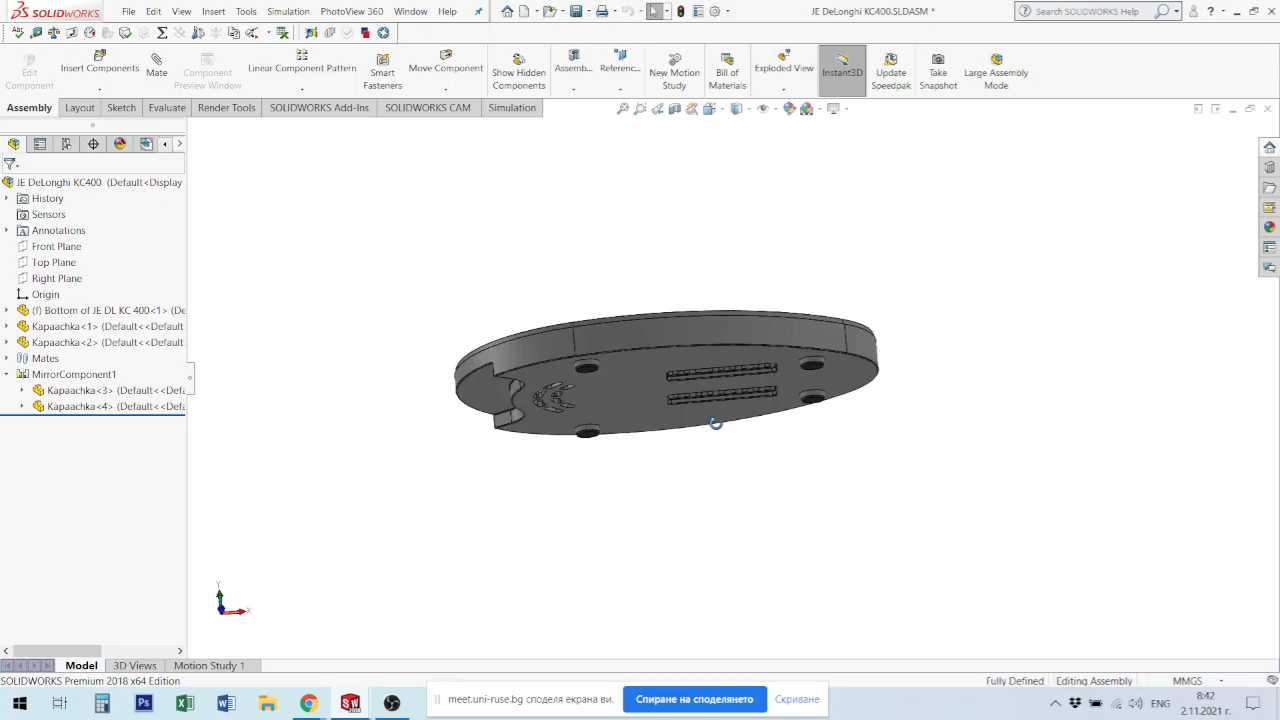 SOLIDWORKS File Edit View Insert Tools Simulation PhotoView 360 Window Help JE DeLonghi KC400.SLDASM * Search SOLIDWORKS Help
Edit Component Insert Components Mate Component Preview Window Linear Component Pattern Smart Fasteners Move Component Show Hidden Components Assemb... Referenc... New Motion Study Bill of Materials Exploded View Instant3D Update Speedpak Take Snapshot Large Assembly Mode
Assembly Layout Sketch Evaluate Render Tools SOLIDWORKS Add-Ins SOLIDWORKS CAM Simulation
JE DeLonghi KC400 (Default<Display
History
Sensors
Annotations
Front Plane
Top Plane
Right Plane
Origin
(f) Bottom of JE DL KC 400<1> (De
Kapaachka<1> (Default<<Default
Kapaachka<2> (Default<<Default
Mates
MirrorComponent1
Kapaachka<3> (Default<<Defa
Kapaachka<4> (Default<<Defa
Y
X
Model 3D Views Motion Study 1
SOLIDWORKS Premium 2018 x64 Edition Fully Defined Editing Assembly MMGS
meet.uni-ruse.bg споделя екрана ви. Спиране на споделянето Скриване
ENG 8:42
2.11.2021 г.